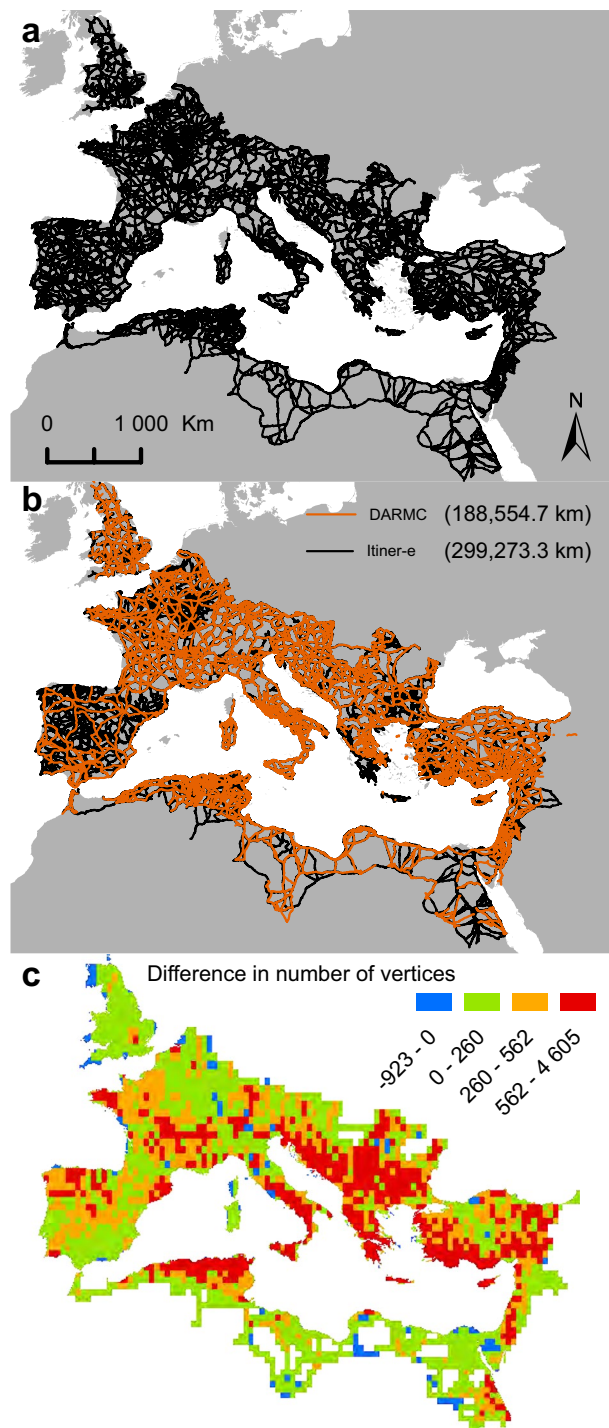 a
N
0 1 000 Km
b
DARMC (188,554.7 km)
Itiner-e (299,273.3 km)
c
Difference in number of vertices
-923 - 0
0 - 260
260 - 562
562 - 4 605